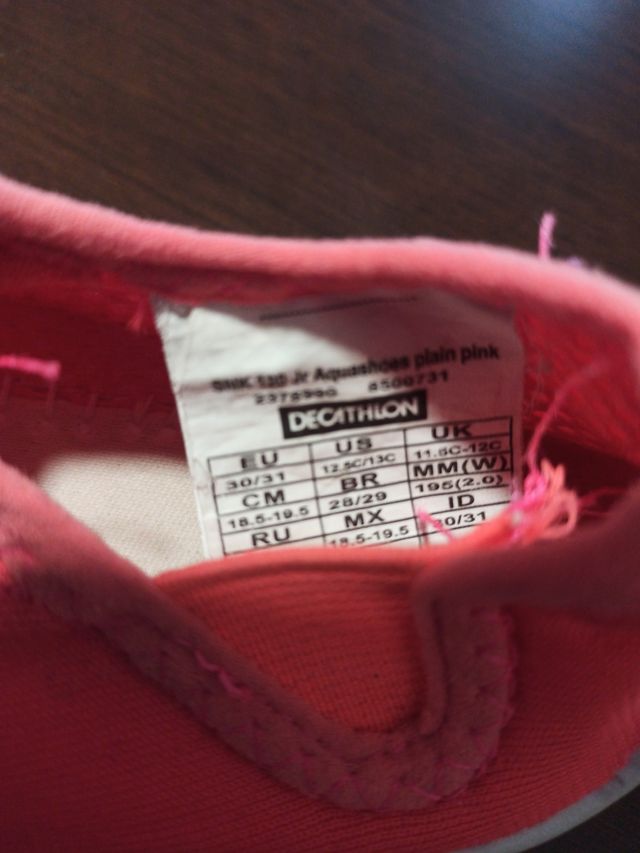 Jr Aquashoes plain pink
8500731
DECATHLON
EU US UK
30/31 12.5C/13C 11.5C-12C
CM BR MM(W)
18.5-19.5 28/29 195(2.0)
RU MX ID
18.5-19.5 30/31